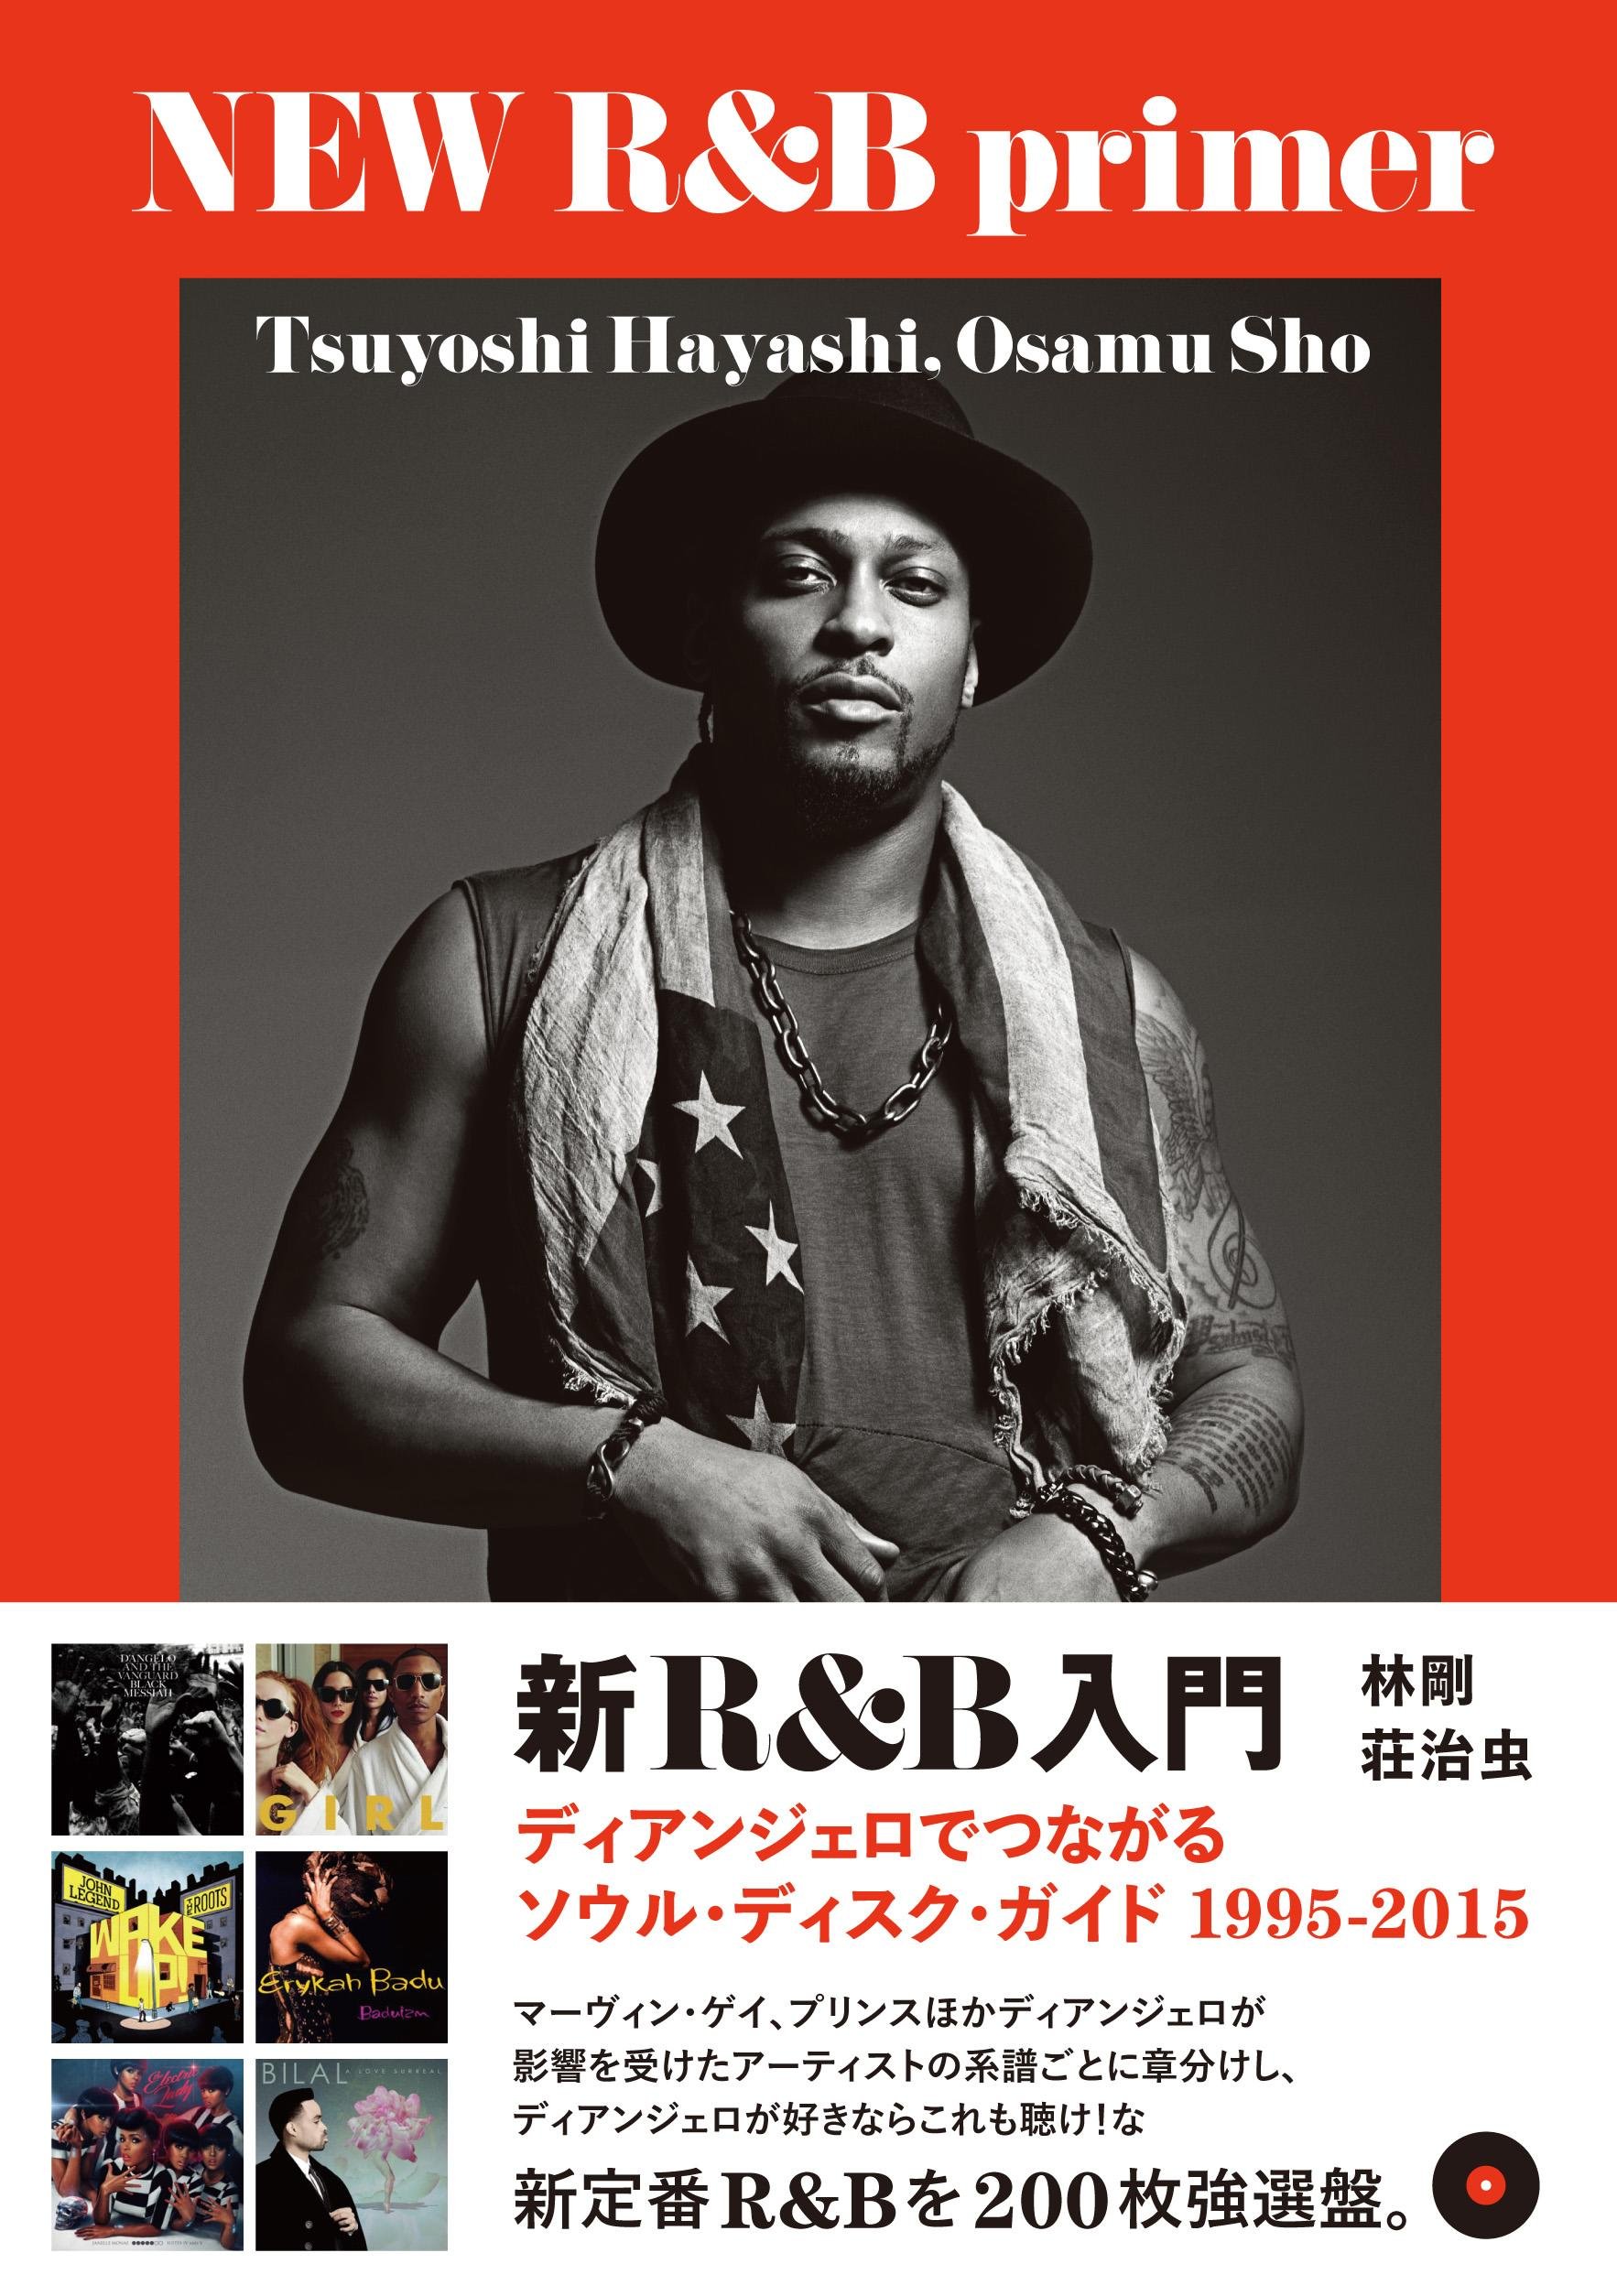 NEW R&B primer
Tsuyoshi Hayashi, Osamu Sho
D'ANGELO
AND THE
VANGUARD
BLACK
MESSIAH
GIRL
JOHN
LEGEND
THE ROOTS
WAKE
UP!
Erykah Badu
Baduizm
Electric
Lady
BILAL A LOVE SURREAL
新R&B入門
林剛
荘治虫
ディアンジェロでつながる
ソウル・ディスク・ガイド 1995-2015
マーヴィン・ゲイ、プリンスほかディアンジェロが
影響を受けたアーティストの系譜ごとに章分けし、
ディアンジェロが好きならこれも聴け!な
新定番R&Bを200枚強選盤。